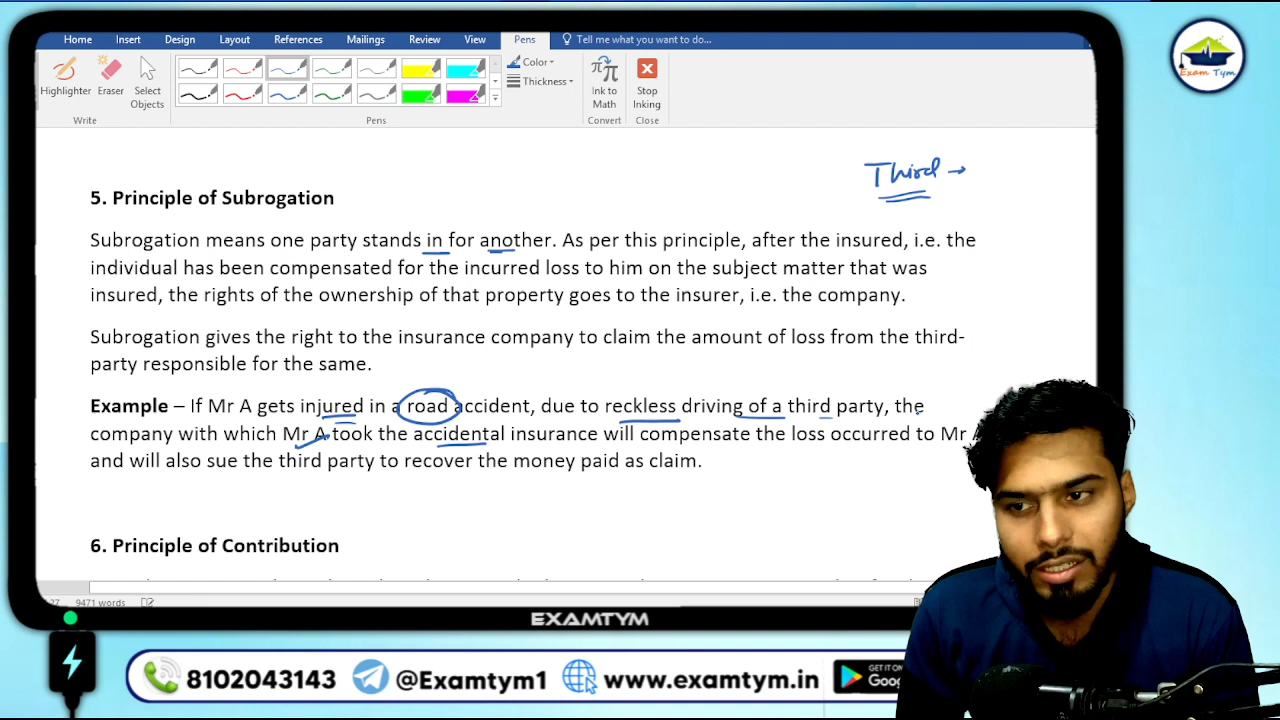 Home Insert Design Layout References Mailings Review View Pens Tell me what you want to do...
Exam Tym
Highlighter Eraser Select Objects
Color
Thickness
Ink to Math
Stop Inking
Write Pens Convert Close
Third →
5. Principle of Subrogation
Subrogation means one party stands in for another. As per this principle, after the insured, i.e. the
individual has been compensated for the incurred loss to him on the subject matter that was
insured, the rights of the ownership of that property goes to the insurer, i.e. the company.
Subrogation gives the right to the insurance company to claim the amount of loss from the third-
party responsible for the same.
Example – If Mr A gets injured in a road accident, due to reckless driving of a third party, the
company with which Mr A took the accidental insurance will compensate the loss occurred to Mr
and will also sue the third party to recover the money paid as claim.
6. Principle of Contribution
9471 words
EXAMTYM
8102043143 @Examtym1 www.examtym.in GET IT ON